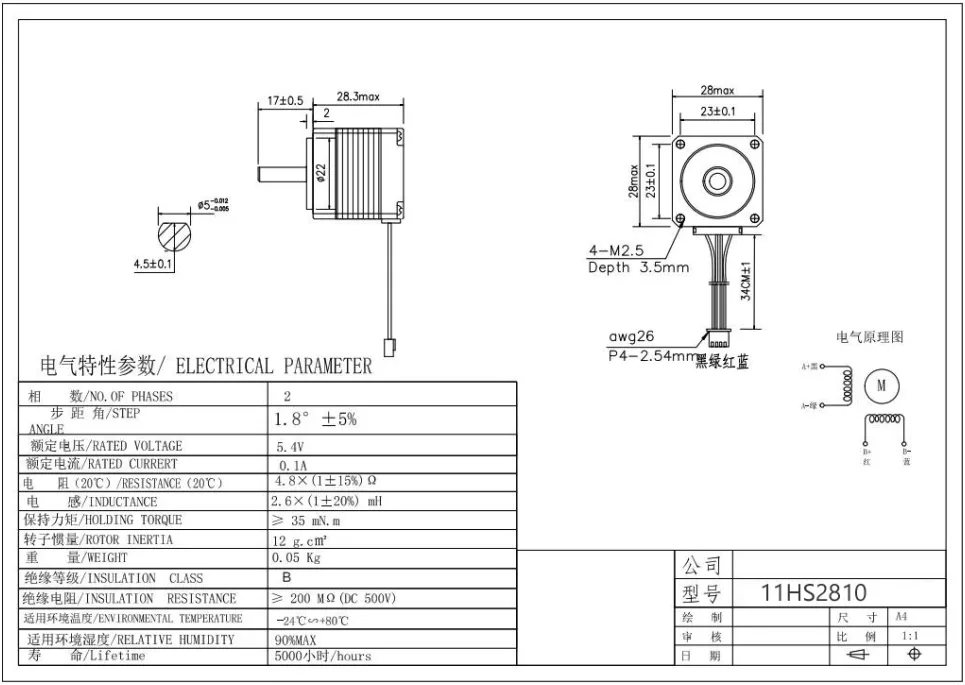 17±0.5
28.3max
2
ø22
ø5 -0.012 -0.005
4.5±0.1
28max
23±0.1
28max
23±0.1
4-M2.5
Depth 3.5mm
34CM±1
awg26
P4-2.54mm
黑绿红蓝
电气原理图
A+黑
M
A-绿
B+
红
B-
蓝
电气特性参数/ ELECTRICAL PARAMETER
相 数/NO.OF PHASES 2
步 距 角/STEP
ANGLE 1.8° ±5%
额定电压/RATED VOLTAGE 5.4V
额定电流/RATED CURRERT 0.1A
电 阻(20℃)/RESISTANCE(20℃) 4.8×(1±15%)Ω
电 感/INDUCTANCE 2.6×(1±20%) mH
保持力矩/HOLDING TORQUE ≥ 35 mN.m
转子惯量/ROTOR INERTIA 12 g.cm²
重 量/WEIGHT 0.05 Kg
绝缘等级/INSULATION CLASS B
绝缘电阻/INSULATION RESISTANCE ≥ 200 MΩ(DC 500V)
适用环境温度/ENVIRONMENTAL TEMPERATURE -24℃∽+80℃
适用环境湿度/RELATIVE HUMIDITY 90%MAX
寿 命/Lifetime 5000小时/hours
公司
型号 11HS2810
绘 制 尺 寸 A4
审 核 比 例 1:1
日 期